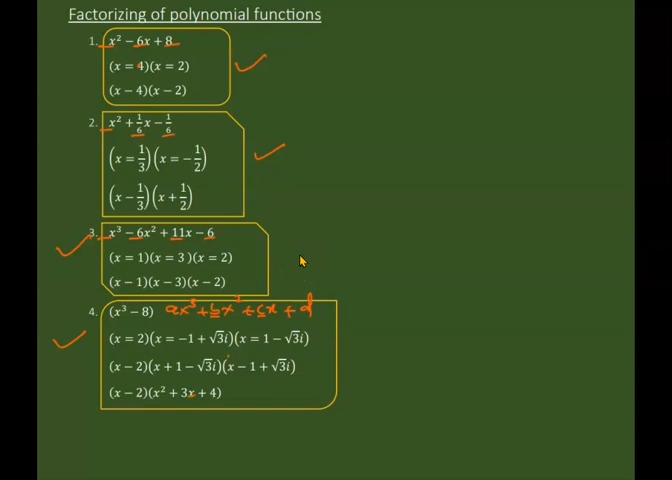 Factorizing of polynomial functions
1. x² − 6x + 8
(x = 4)(x = 2)
(x − 4)(x − 2)
2. x² + 1/6 x − 1/6
(x = 1/3)(x = −1/2)
(x − 1/3)(x + 1/2)
3. x³ − 6x² + 11x − 6
(x = 1)(x = 3 )(x = 2)
(x − 1)(x − 3)(x − 2)
4. (x³ − 8) ax³ + bx² + cx + d
(x = 2)(x = −1 + √3i)(x = 1 − √3i)
(x − 2)(x + 1 − √3i)(x − 1 + √3i)
(x − 2)(x² + 3x + 4)